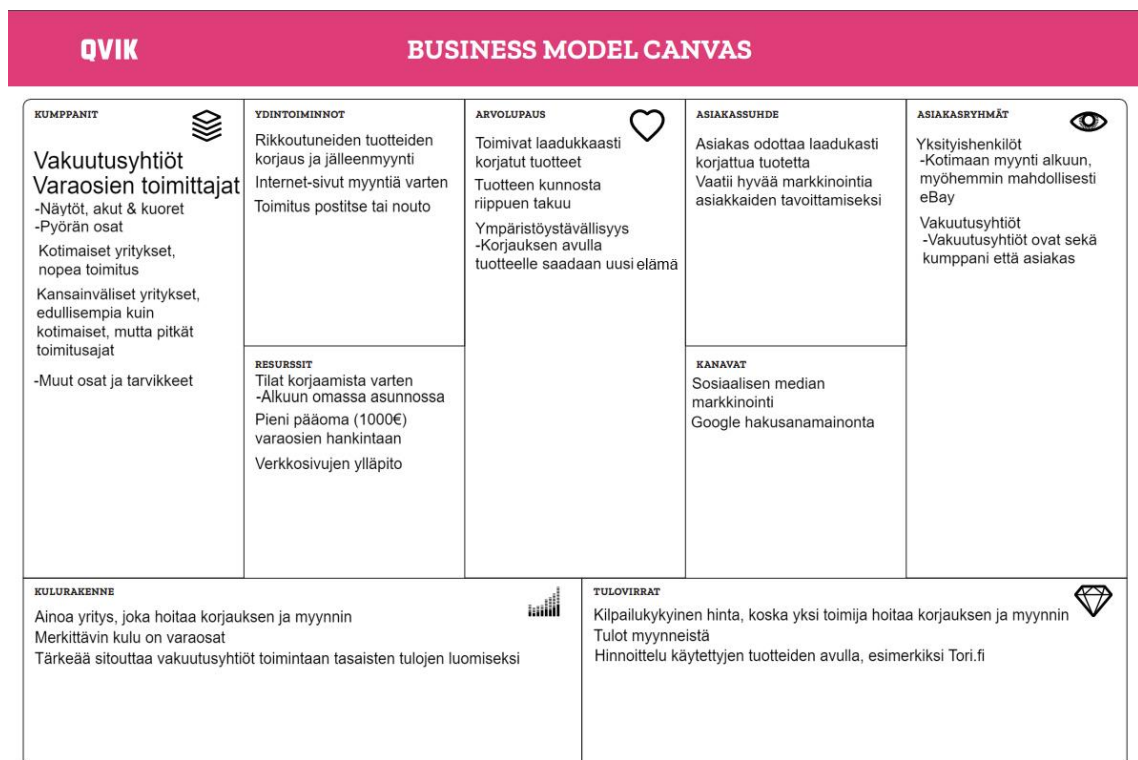 QVIK
BUSINESS MODEL CANVAS
KUMPPANIT
Vakuutusyhtiöt
Varaosien toimittajat
-Näytöt, akut & kuoret
-Pyörän osat
Kotimaiset yritykset,
nopea toimitus
Kansainväliset yritykset,
edullisempia kuin
kotimaiset, mutta pitkät
toimitusajat
-Muut osat ja tarvikkeet
YDINTOIMINNOT
Rikkoutuneiden tuotteiden
korjaus ja jälleenmyynti
Internet-sivut myyntiä varten
Toimitus postitse tai nouto
RESURSSIT
Tilat korjaamista varten
-Alkuun omassa asunnossa
Pieni pääoma (1000€)
varaosien hankintaan
Verkkosivujen ylläpito
ARVOLUPAUS
Toimivat laadukkaasti
korjatut tuotteet
Tuotteen kunnosta
riippuen takuu
Ympäristöystävällisyys
-Korjauksen avulla
tuotteelle saadaan uusi elämä
ASIAKASSUHDE
Asiakas odottaa laadukasti
korjattua tuotetta
Vaatii hyvää markkinointia
asiakkaiden tavoittamiseksi
KANAVAT
Sosiaalisen median
markkinointi
Google hakusanamainonta
ASIAKASRYHMÄT
Yksityishenkilöt
-Kotimaan myynti alkuun,
myöhemmin mahdollisesti
eBay
Vakuutusyhtiöt
-Vakuutusyhtiöt ovat sekä
kumppani että asiakas
KULURAKENNE
Ainoa yritys, joka hoitaa korjauksen ja myynnin
Merkittävin kulu on varaosat
Tärkeää sitouttaa vakuutusyhtiöt toimintaan tasaisten tulojen luomiseksi
TULOVIRRAT
Kilpailukykyinen hinta, koska yksi toimija hoitaa korjauksen ja myynnin
Tulot myynneistä
Hinnoittelu käytettyjen tuotteiden avulla, esimerkiksi Tori.fi